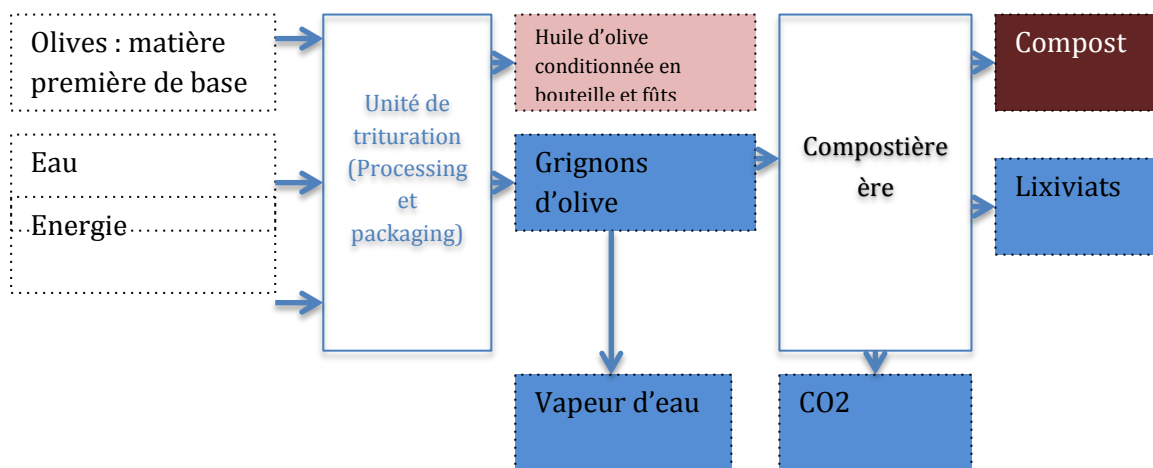 Olives : matière
première de base
Eau
Energie
Unité de
trituration
(Processing
et
packaging)
Huile d’olive
conditionnée en
bouteille et fûts
Grignons
d’olive
Vapeur d’eau
Compostière
ère
CO2
Compost
Lixiviats